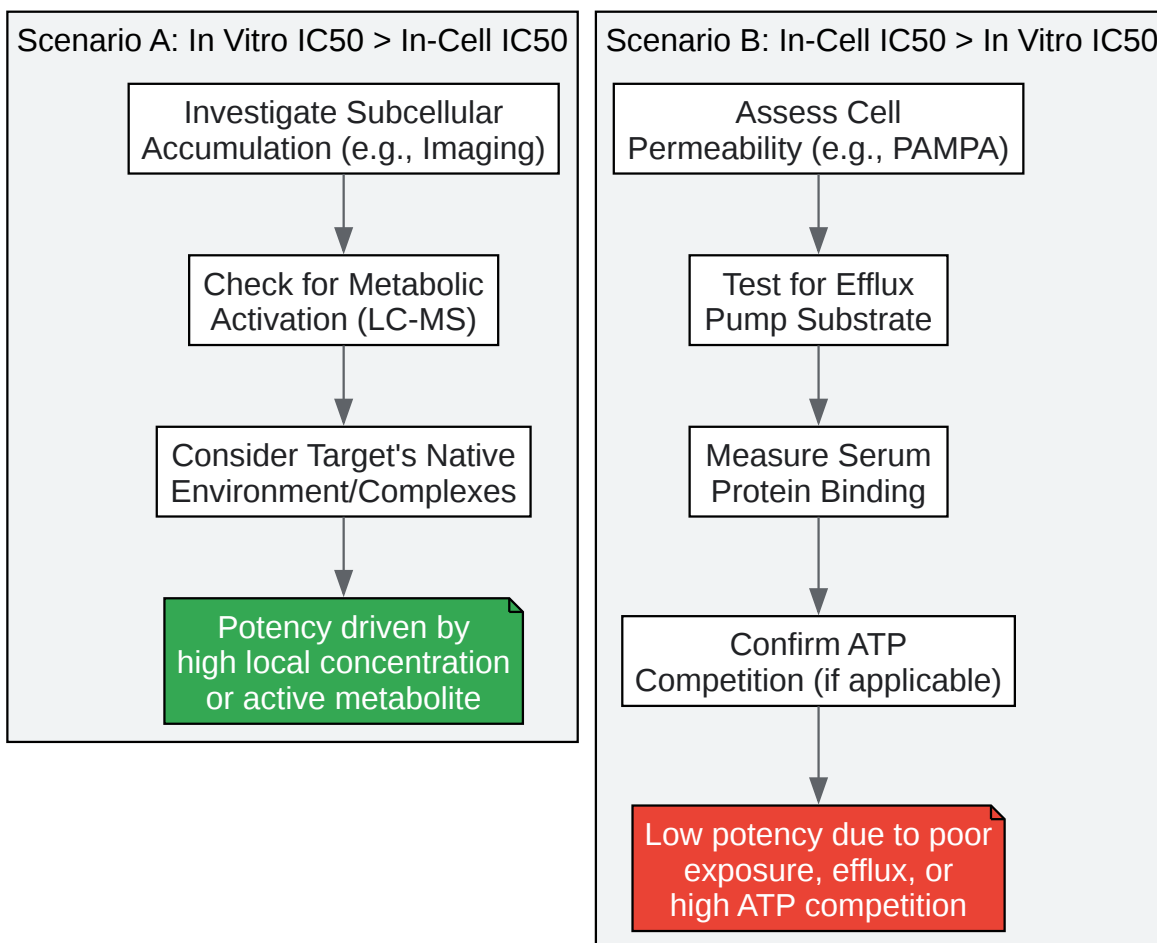 Scenario A: In Vitro IC50 > In-Cell IC50
Investigate Subcellular
Accumulation (e.g., Imaging)
Check for Metabolic
Activation (LC-MS)
Consider Target's Native
Environment/Complexes
Potency driven by
high local concentration
or active metabolite
Scenario B: In-Cell IC50 > In Vitro IC50
Assess Cell
Permeability (e.g., PAMPA)
Test for Efflux
Pump Substrate
Measure Serum
Protein Binding
Confirm ATP
Competition (if applicable)
Low potency due to poor
exposure, efflux, or
high ATP competition